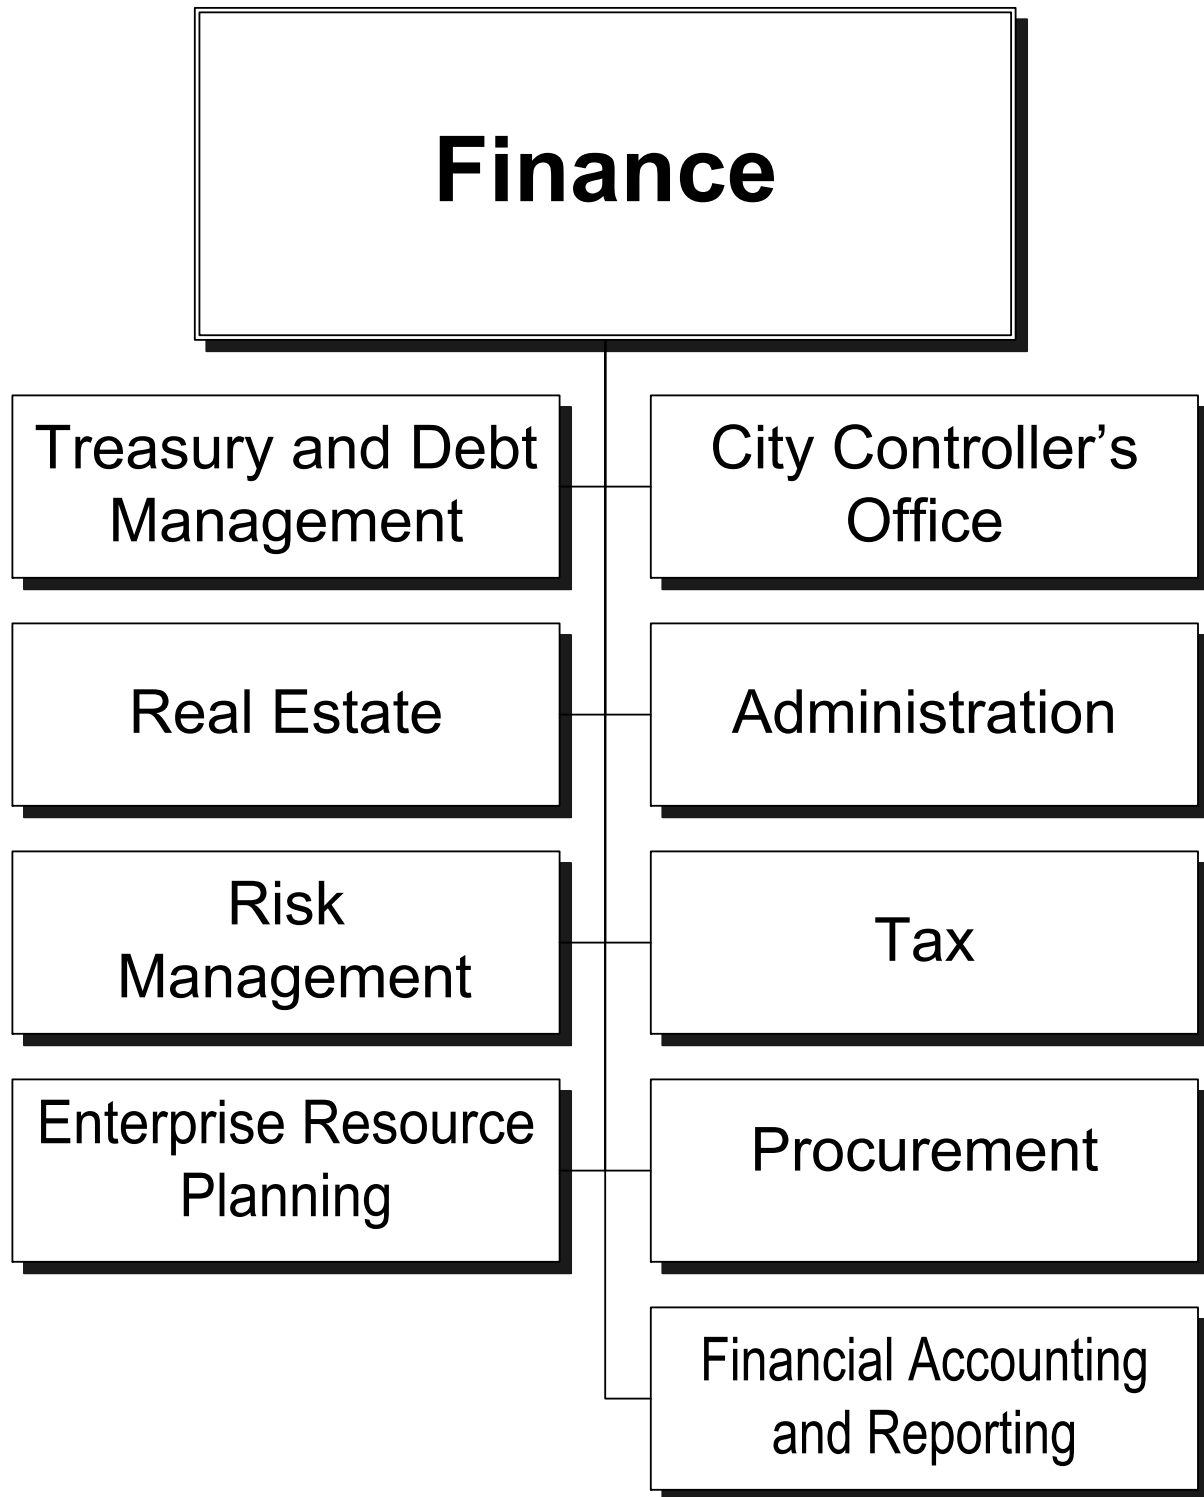 Finance
Treasury and Debt
Management
City Controller’s
Office
Real Estate
Administration
Risk
Management
Tax
Enterprise Resource
Planning
Procurement
Financial Accounting
and Reporting